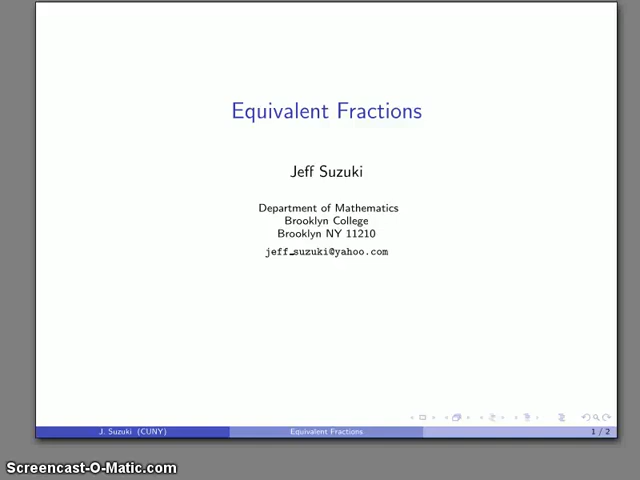 Equivalent Fractions
Jeff Suzuki
Department of Mathematics
Brooklyn College
Brooklyn NY 11210
jeff_suzuki@yahoo.com
J. Suzuki (CUNY)
Equivalent Fractions
1 / 2
Screencast-O-Matic.com